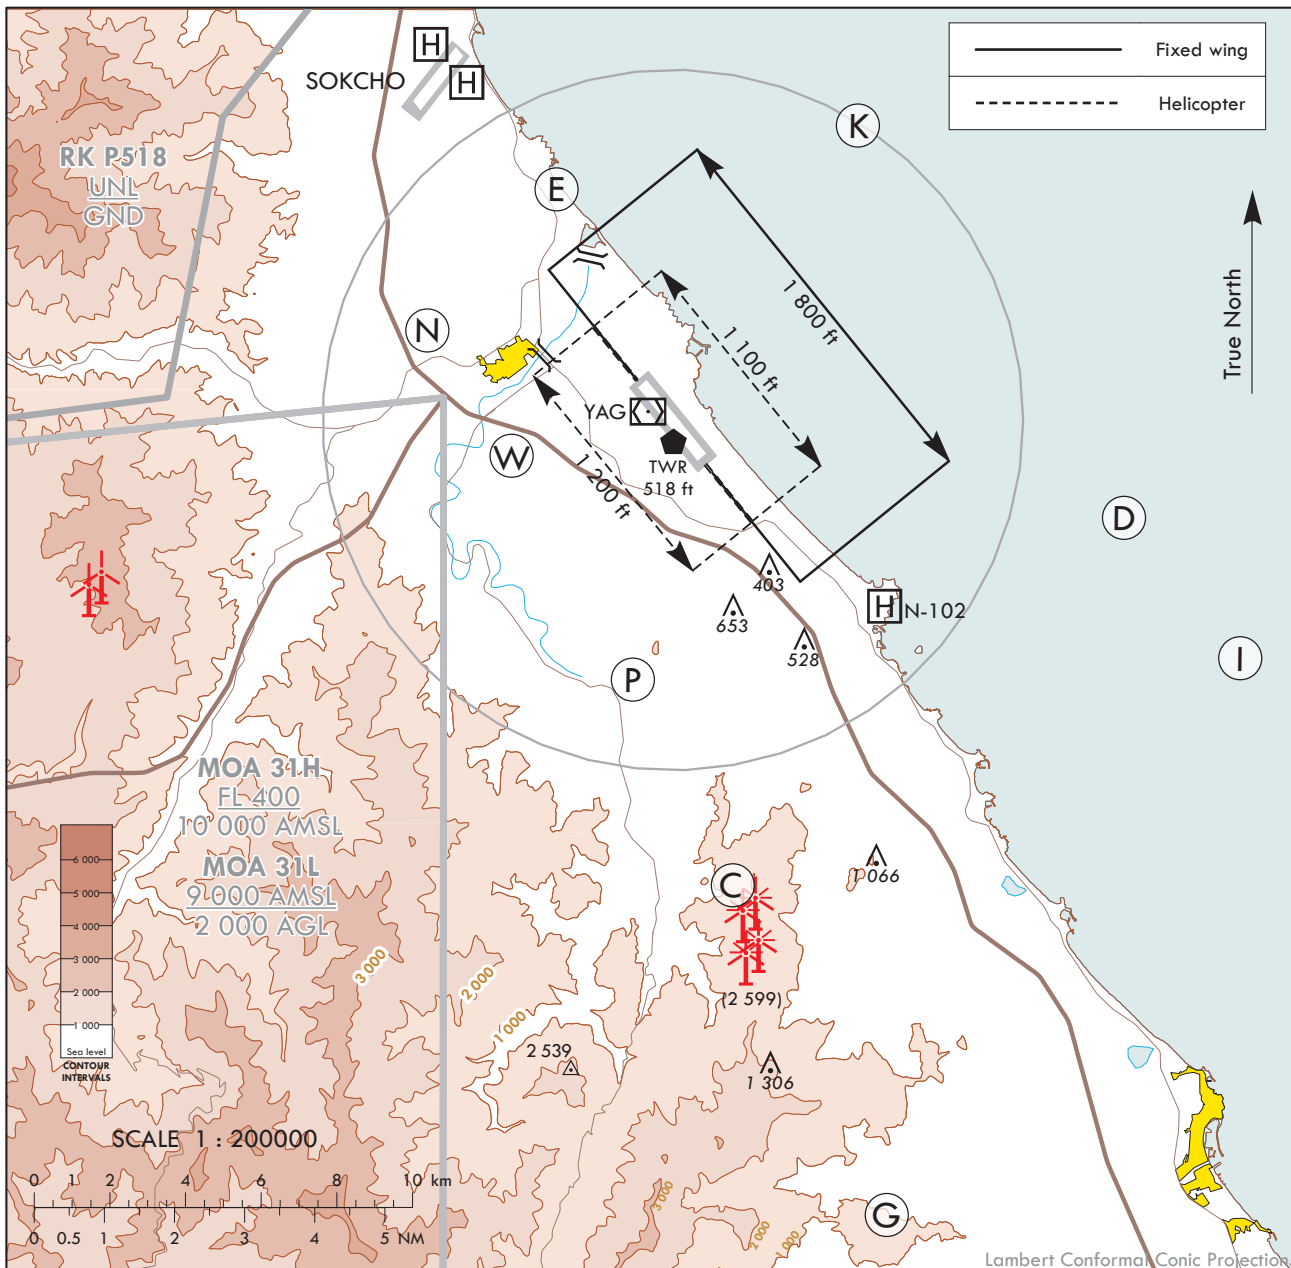 H
SOKCHO
H
Fixed wing
Helicopter
K
RK P518
UNL
GND
E
True North
1 800 ft
N
1 100 ft
YAG
W
TWR
518 ft
1 200 ft
D
403
H
N-102
653
528
I
P
MOA 31H
FL 400
10 000 AMSL
MOA 31L
9 000 AMSL
2 000 AGL
C
1 066
6 000
5 000
4 000
3 000
2 000
1 000
Sea level
CONTOUR
INTERVALS
3 000
2 000
1 000
(2 599)
2 539
1 306
SCALE 1 : 200000
0 1 2 4 6 8 10 km
0 0.5 1 2 3 4 5 NM
3 000
2 000
1 000
G
Lambert Conformal Conic Projection